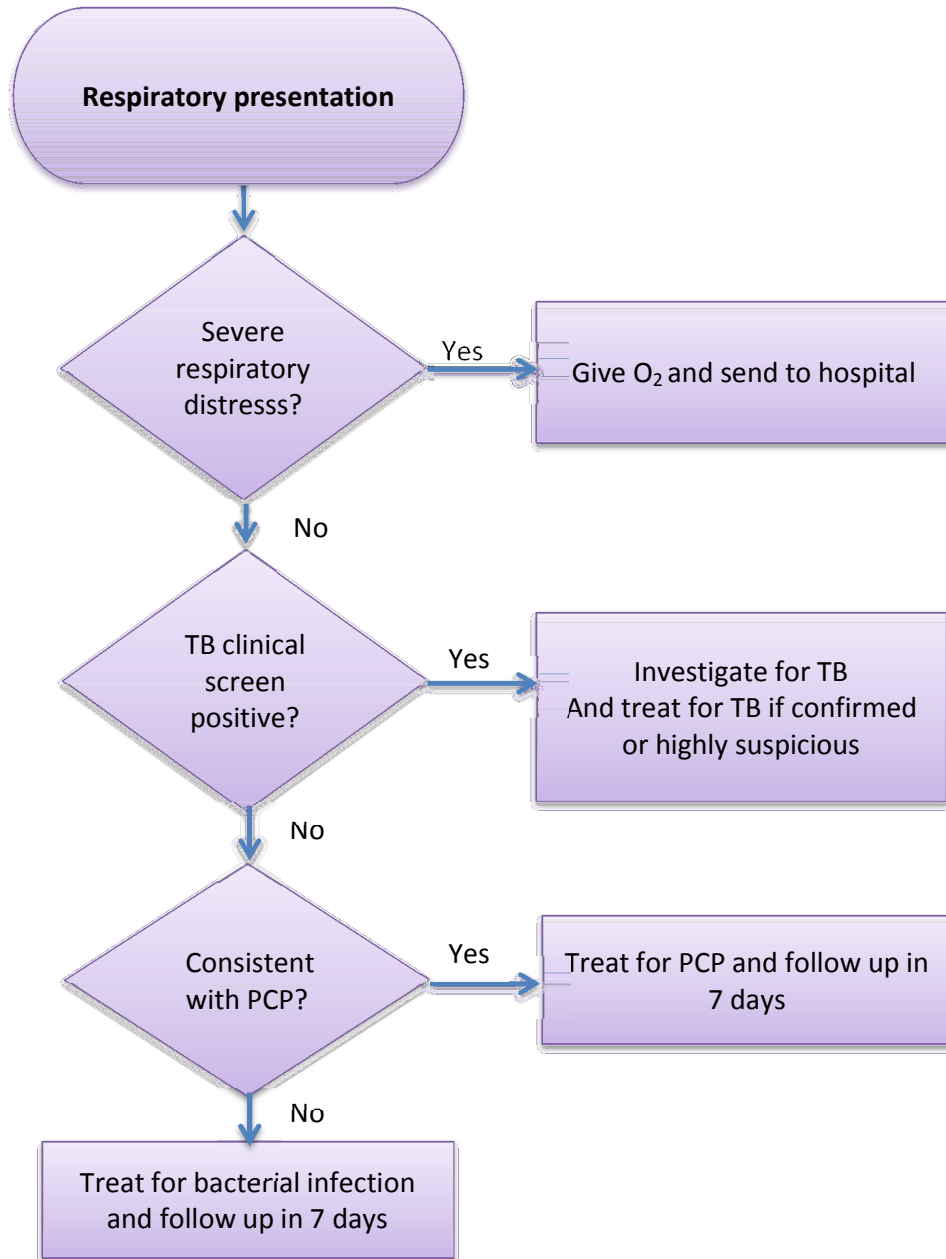 Respiratory presentation
Severe
respiratory
distresss?
Yes
Give O₂ and send to hospital
No
TB clinical
screen
positive?
Yes
Investigate for TB
And treat for TB if confirmed
or highly suspicious
No
Consistent
with PCP?
Yes
Treat for PCP and follow up in
7 days
No
Treat for bacterial infection
and follow up in 7 days